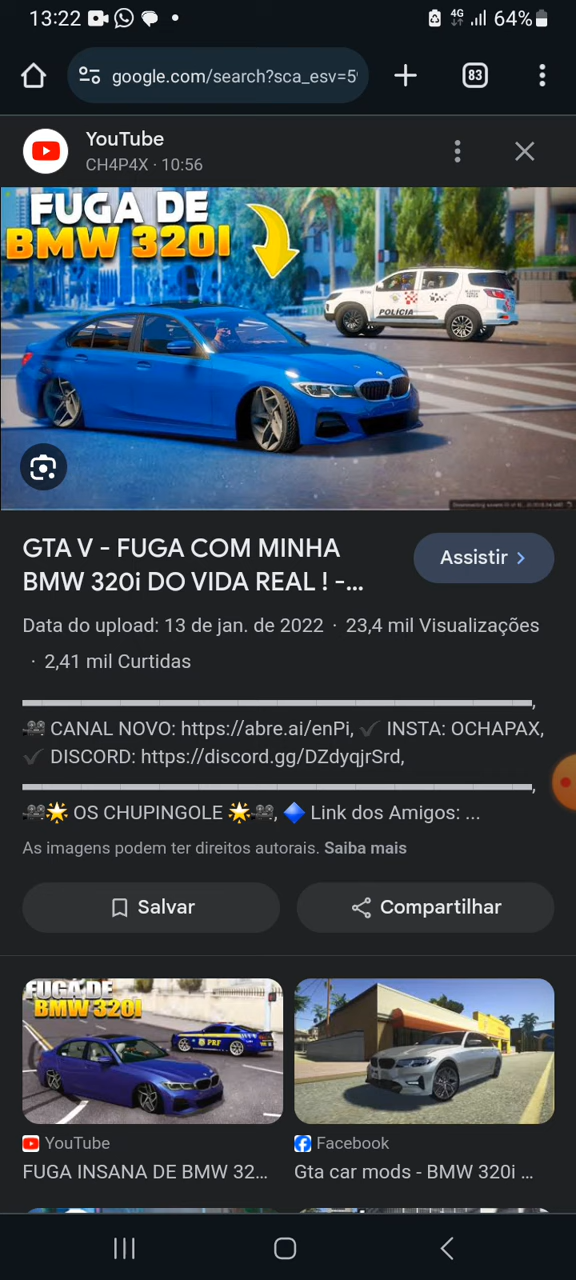 13:22
4G
64%
google.com/search?sca_esv=5
83
YouTube
CH4P4X · 10:56
FUGA DE
BMW 320I
POLÍCIA
GTA V - FUGA COM MINHA
BMW 320i DO VIDA REAL ! -...
Assistir
Data do upload: 13 de jan. de 2022 · 23,4 mil Visualizações
· 2,41 mil Curtidas
CANAL NOVO: https://abre.ai/enPi, ✔️ INSTA: OCHAPAX,
✔️ DISCORD: https://discord.gg/DZdyqjrSrd,
🎥🌟 OS CHUPINGOLE 🌟🎥, 🔷 Link dos Amigos: ...
As imagens podem ter direitos autorais. Saiba mais
Salvar
Compartilhar
FUGA DE
BMW 320I
PRF
YouTube
Facebook
FUGA INSANA DE BMW 32...
Gta car mods - BMW 320i ...